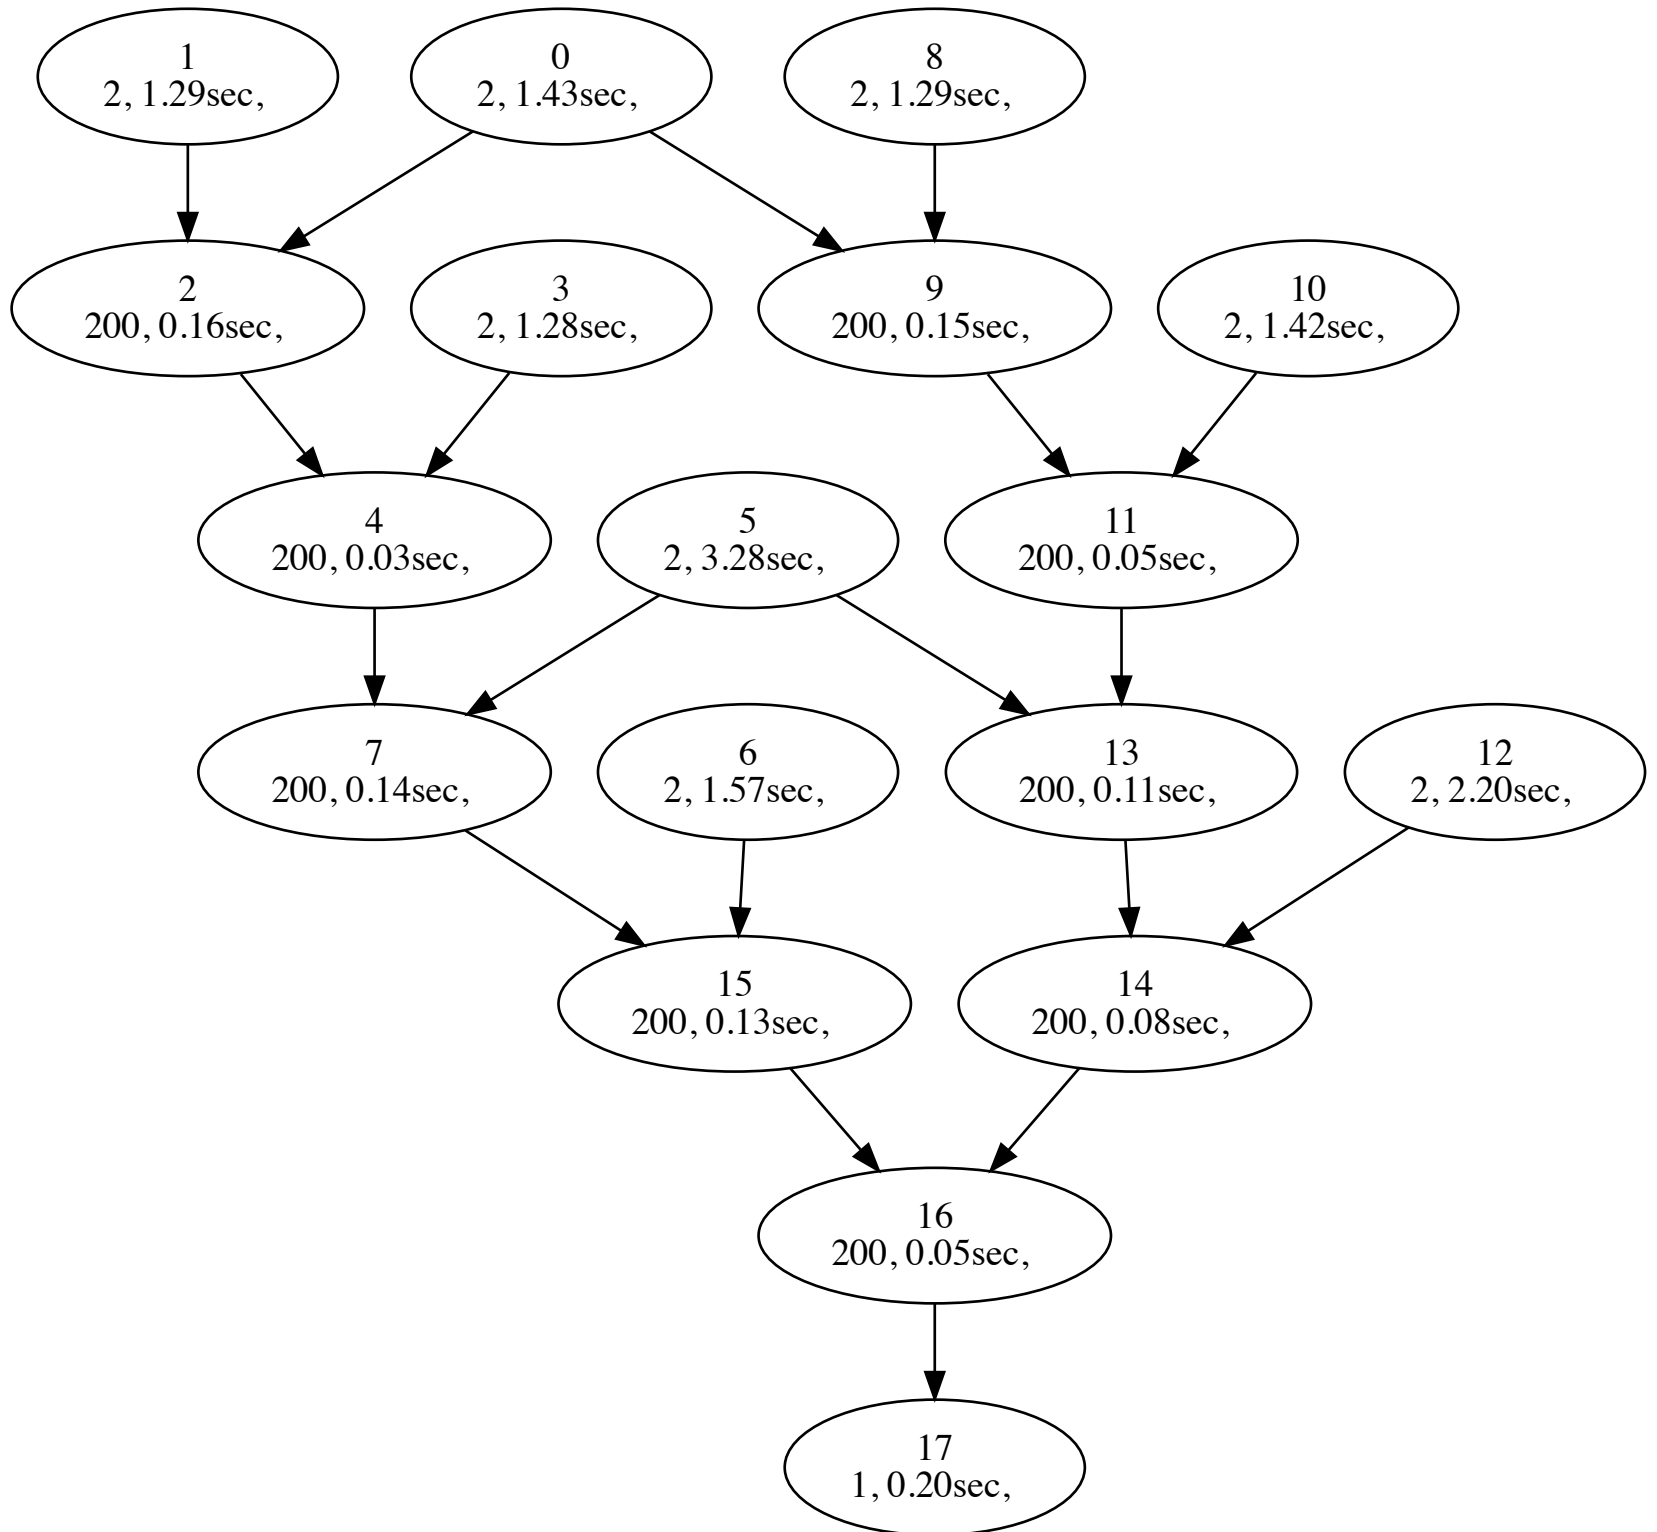 1
2, 1.29sec,
0
2, 1.43sec,
8
2, 1.29sec,
2
200, 0.16sec,
3
2, 1.28sec,
9
200, 0.15sec,
10
2, 1.42sec,
4
200, 0.03sec,
5
2, 3.28sec,
11
200, 0.05sec,
7
200, 0.14sec,
6
2, 1.57sec,
13
200, 0.11sec,
12
2, 2.20sec,
15
200, 0.13sec,
14
200, 0.08sec,
16
200, 0.05sec,
17
1, 0.20sec,